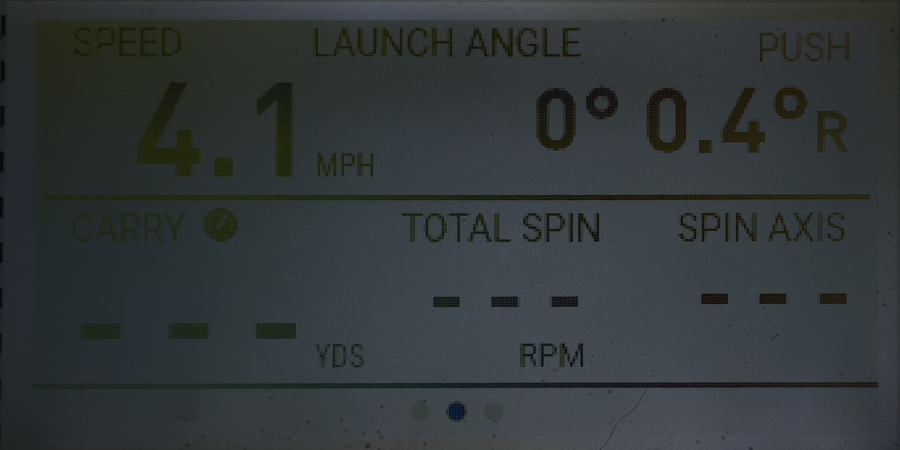 SPEED LAUNCH ANGLE PUSH
4.1 MPH 0° 0.4° R
CARRY TOTAL SPIN SPIN AXIS
- - - YDS - - - RPM - - -